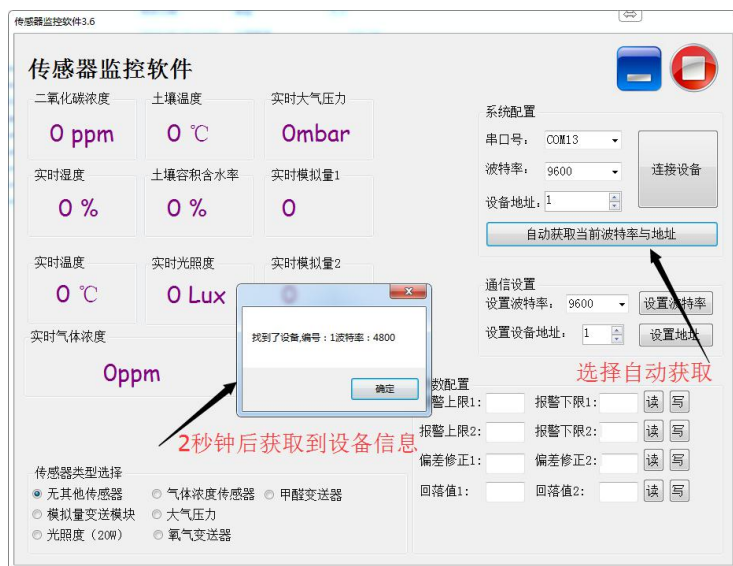 传感器监控软件3.6
传感器监控软件
二氧化碳浓度 土壤温度 实时大气压力
0 ppm 0 ℃ 0mbar
实时湿度 土壤容积含水率 实时模拟量1
0 % 0 % 0
实时温度 实时光照度 实时模拟量2
0 ℃ 0 Lux 0
实时气体浓度
0ppm
系统配置
串口号: COM13
波特率: 9600
设备地址: 1
连接设备
自动获取当前波特率与地址
通信设置
设置波特率: 9600 设置波特率
设置设备地址: 1 设置地址
选择自动获取
找到了设备,编号：1波特率：4800
确定
2秒钟后获取到设备信息
数配置
警上限1: 报警下限1: 读 写
报警上限2: 报警下限2: 读 写
偏差修正1: 偏差修正2: 读 写
回落值1: 回落值2: 读 写
传感器类型选择
无其他传感器 气体浓度传感器 甲醛变送器
模拟量变送模块 大气压力
光照度（20W） 氧气变送器